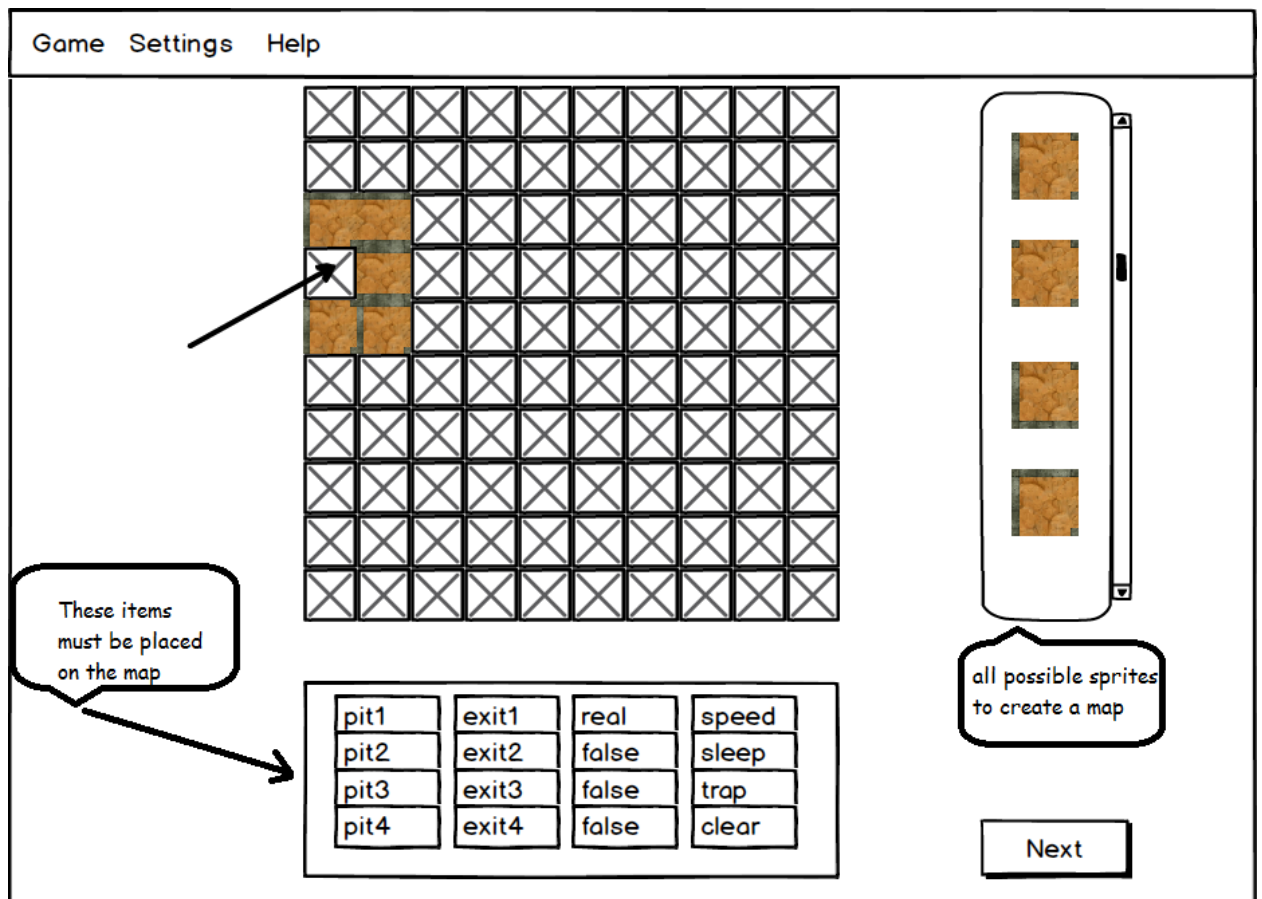 Game Settings Help
These items
must be placed
on the map
pit1 exit1 real speed
pit2 exit2 false sleep
pit3 exit3 false trap
pit4 exit4 false clear
all possible sprites
to create a map
Next